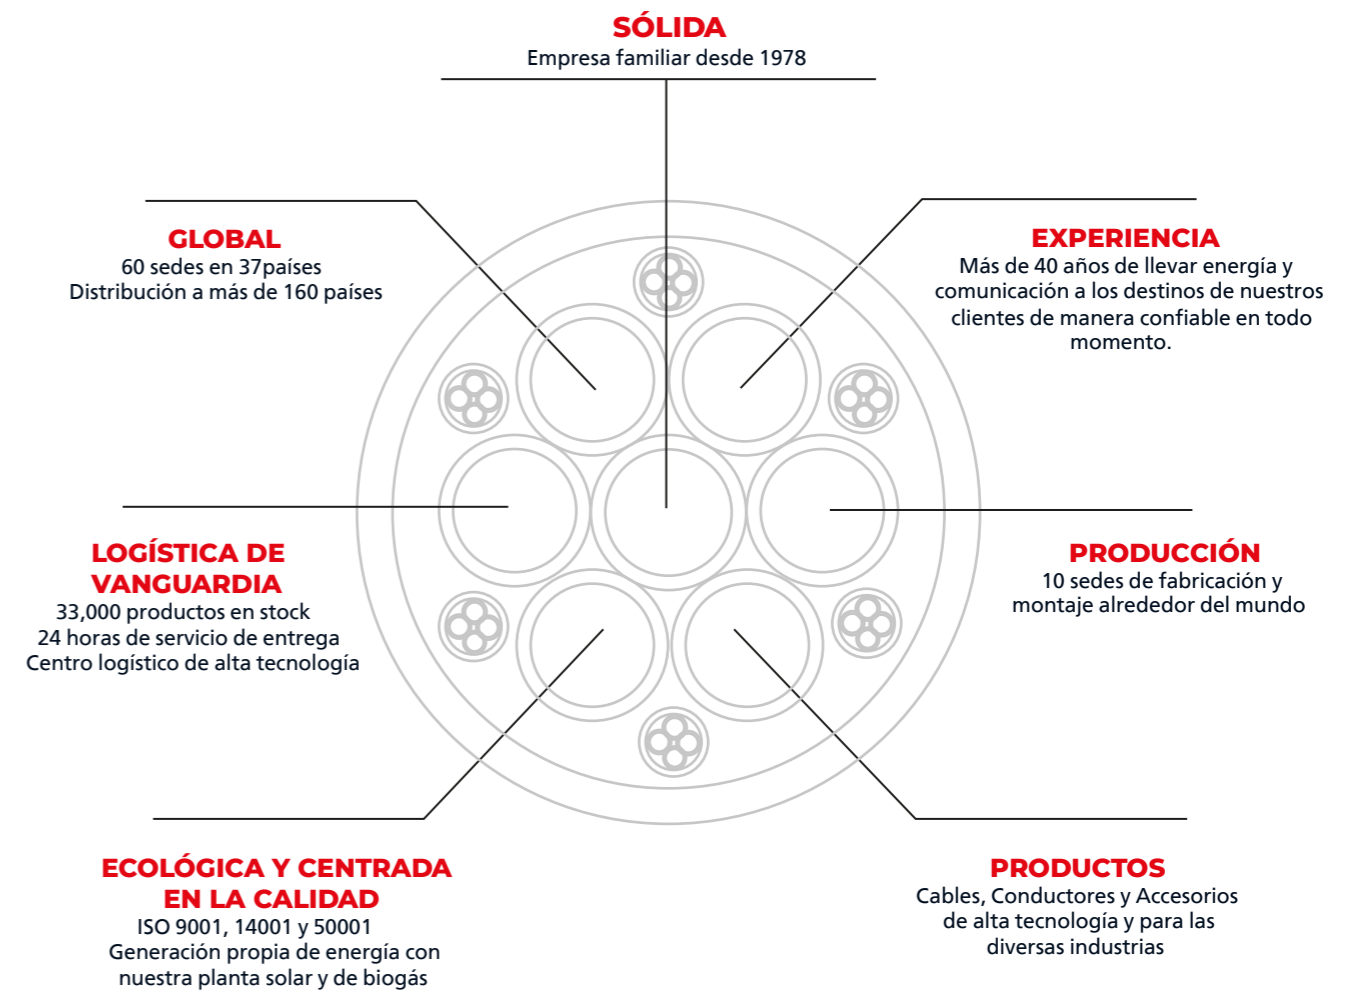 SÓLIDA
Empresa familiar desde 1978
GLOBAL
60 sedes en 37países
Distribución a más de 160 países
EXPERIENCIA
Más de 40 años de llevar energía y
comunicación a los destinos de nuestros
clientes de manera confiable en todo
momento.
LOGÍSTICA DE
VANGUARDIA
33,000 productos en stock
24 horas de servicio de entrega
Centro logístico de alta tecnología
PRODUCCIÓN
10 sedes de fabricación y
montaje alrededor del mundo
ECOLÓGICA Y CENTRADA
EN LA CALIDAD
ISO 9001, 14001 y 50001
Generación propia de energía con
nuestra planta solar y de biogás
PRODUCTOS
Cables, Conductores y Accesorios
de alta tecnología y para las
diversas industrias